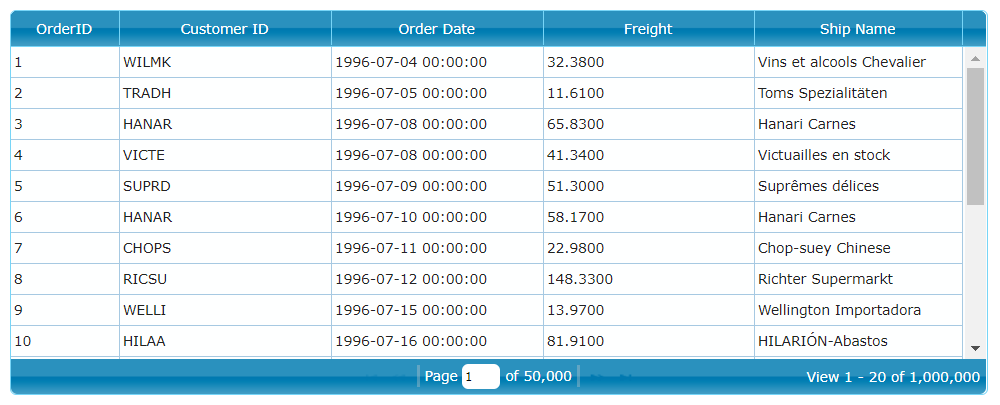 OrderID Customer ID Order Date Freight Ship Name
1 WILMK 1996-07-04 00:00:00 32.3800 Vins et alcools Chevalier
2 TRADH 1996-07-05 00:00:00 11.6100 Toms Spezialitäten
3 HANAR 1996-07-08 00:00:00 65.8300 Hanari Carnes
4 VICTE 1996-07-08 00:00:00 41.3400 Victuailles en stock
5 SUPRD 1996-07-09 00:00:00 51.3000 Suprêmes délices
6 HANAR 1996-07-10 00:00:00 58.1700 Hanari Carnes
7 CHOPS 1996-07-11 00:00:00 22.9800 Chop-suey Chinese
8 RICSU 1996-07-12 00:00:00 148.3300 Richter Supermarkt
9 WELLI 1996-07-15 00:00:00 13.9700 Wellington Importadora
10 HILAA 1996-07-16 00:00:00 81.9100 HILARIÓN-Abastos
Page 1 of 50,000 View 1 - 20 of 1,000,000